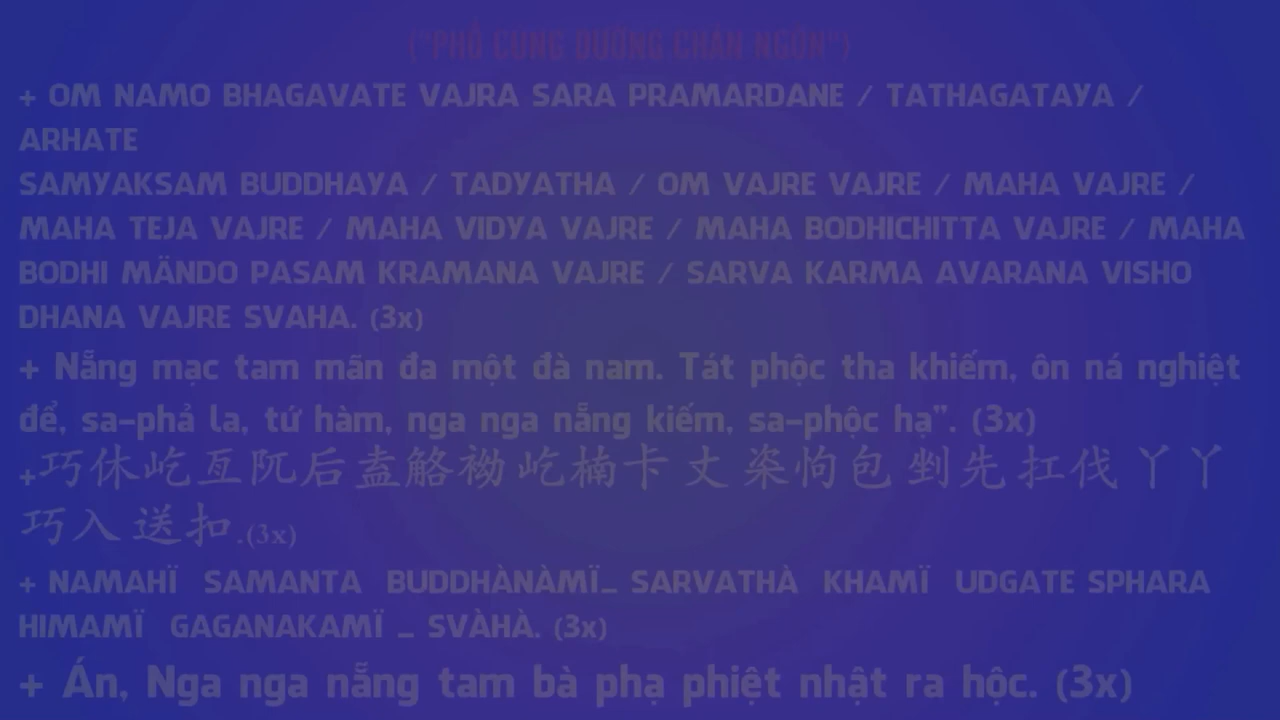 ("PHỔ CÚNG DƯỜNG CHÂN NGÔN")
+ OM NAMO BHAGAVATE VAJRA SARA PRAMARDANE / TATHAGATAYA /
ARHATE
SAMYAKSAM BUDDHAYA / TADYATHA / OM VAJRE VAJRE / MAHA VAJRE /
MAHA TEJA VAJRE / MAHA VIDYA VAJRE / MAHA BODHICHITTA VAJRE / MAHA
BODHI MÄNDO PASAM KRAMANA VAJRE / SARVA KARMA AVARANA VISHO
DHANA VAJRE SVAHA. (3x)
+ Nẵng mạc tam mãn đa một đà nam. Tát phộc tha khiếm, ôn ná nghiệt
để, sa-phả la, tứ hàm, nga nga nẵng kiếm, sa-phộc hạ". (3x)
+巧休屹亙阢后盍觡袎屹楠卡丈姿怐包剉先扛伐丫丫
巧入送扣.(3x)
+ NAMAHÏ SAMANTA BUDDHÀNÀMÏ_ SARVATHÀ KHAMÏ UDGATE SPHARA
HIMAMÏ GAGANAKAMÏ _ SVÀHÀ. (3x)
+ Án, Nga nga nẵng tam bà phạ phiệt nhật ra hộc. (3x)